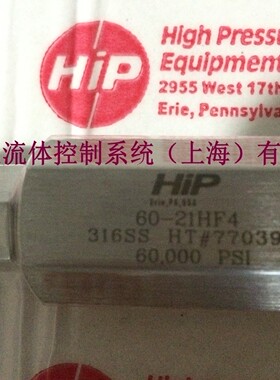 HiP
High Press
Equipment
2955 West 17th
Erie, Pennsylva
流体控制系统（上海）有
HiP
Erie, PA, USA
60-21HF4
316SS HT#77039
60,000 PSI